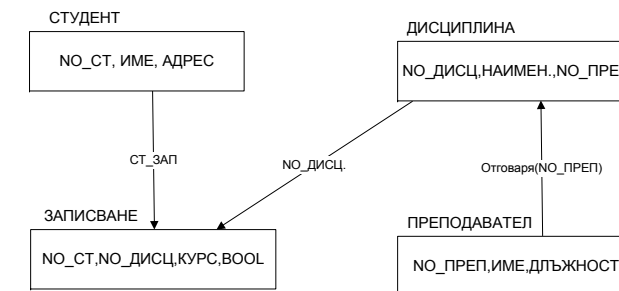 СТУДЕНТ
NO_СТ, ИМЕ, АДРЕС
ДИСЦИПЛИНА
NO_ДИСЦ,НАИМЕН.,NO_ПРЕ
СТ_ЗАП
NO_ДИСЦ.
Отговаря(NO_ПРЕП)
ЗАПИСВАНЕ
NO_СТ,NO_ДИСЦ,КУРС,BOOL
ПРЕПОДАВАТЕЛ
NO_ПРЕП,ИМЕ,ДЛЪЖНОСТ